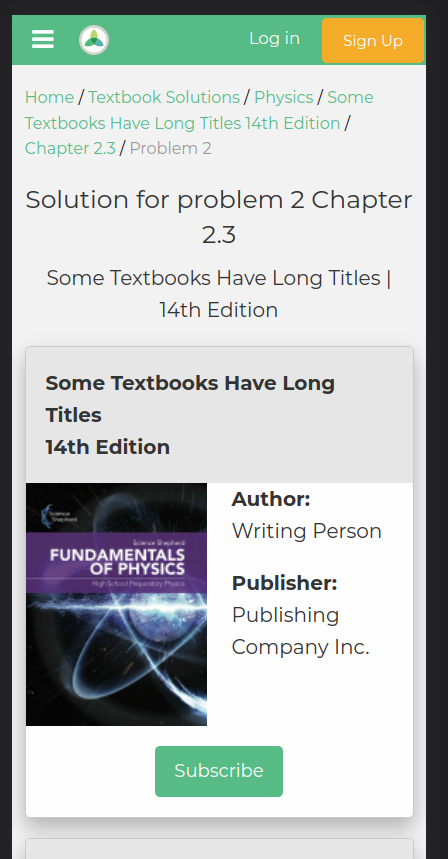 Log in
Sign Up
Home / Textbook Solutions / Physics / Some
Textbooks Have Long Titles 14th Edition /
Chapter 2.3 / Problem 2
Solution for problem 2 Chapter
2.3
Some Textbooks Have Long Titles |
14th Edition
Some Textbooks Have Long
Titles
14th Edition
Science
Shepherd
Science Shepherd
FUNDAMENTALS
OF PHYSICS
High School Preparatory Physics
Author:
Writing Person
Publisher:
Publishing
Company Inc.
Subscribe